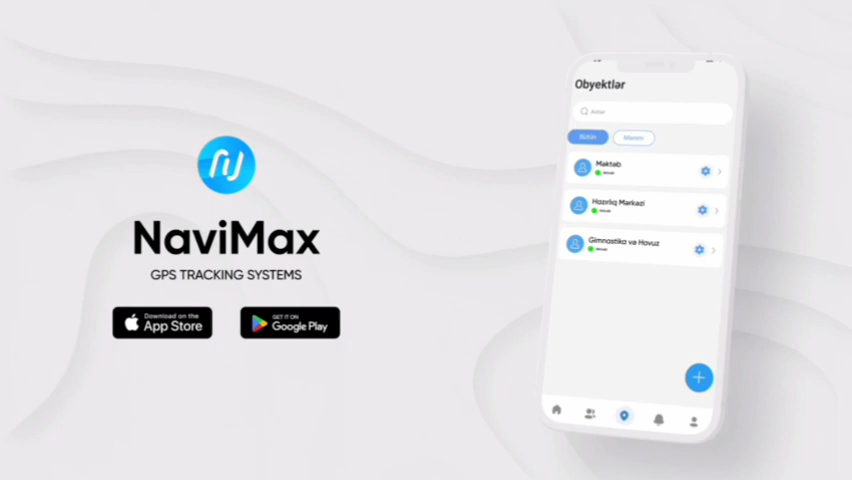 NaviMax
GPS TRACKING SYSTEMS
Download on the
App Store
GET IT ON
Google Play
Obyektlər
Axtar
Bütün
Mənim
Məktəb
Hazırlıq Mərkəzi
Gimnastika və Hovuz